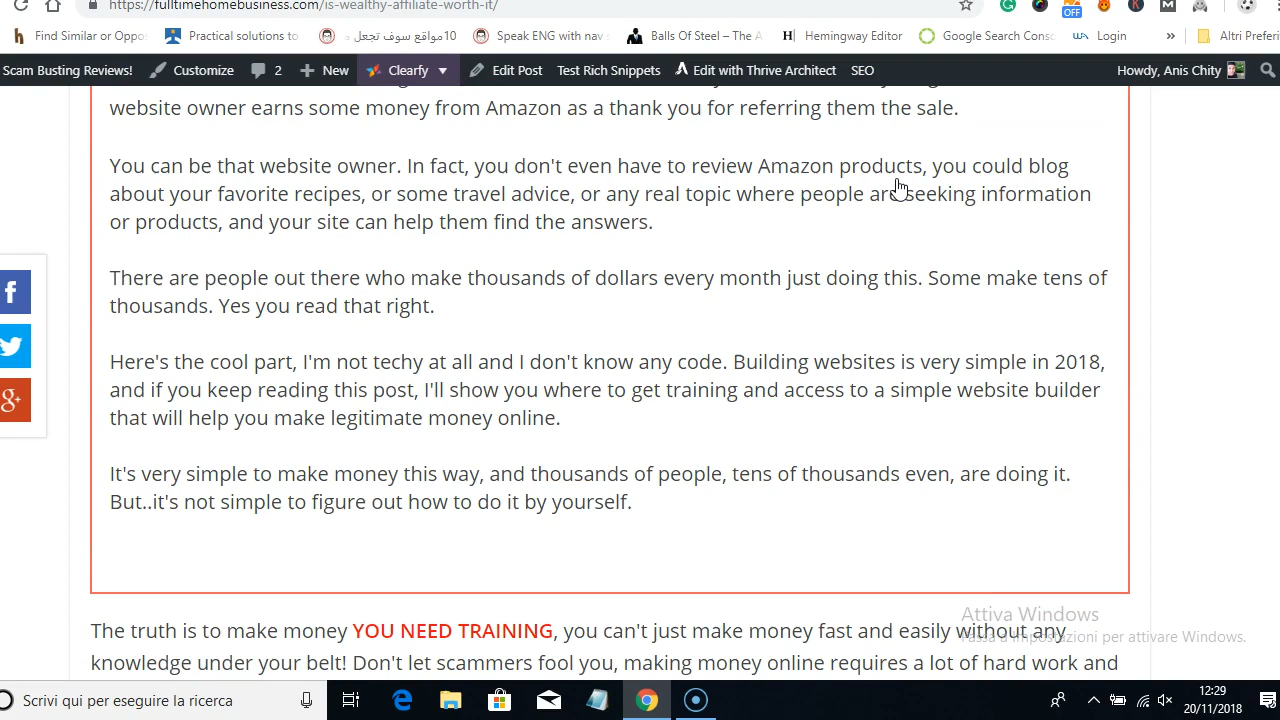 https://fulltimehomebusiness.com/is-wealthy-affiliate-worth-it/
OFF
Find Similar or Oppo Practical solutions to 10مواقع سوف تجعل Speak ENG with nav Balls Of Steel – The A Hemingway Editor Google Search Cons Login » Altri Preferi
Scam Busting Reviews! Customize 2 New Clearfy Edit Post Test Rich Snippets Edit with Thrive Architect SEO Howdy, Anis Chity
website owner earns some money from Amazon as a thank you for referring them the sale.
You can be that website owner. In fact, you don't even have to review Amazon products, you could blog
about your favorite recipes, or some travel advice, or any real topic where people are seeking information
or products, and your site can help them find the answers.
There are people out there who make thousands of dollars every month just doing this. Some make tens of
thousands. Yes you read that right.
Here's the cool part, I'm not techy at all and I don't know any code. Building websites is very simple in 2018,
and if you keep reading this post, I'll show you where to get training and access to a simple website builder
that will help you make legitimate money online.
It's very simple to make money this way, and thousands of people, tens of thousands even, are doing it.
But..it's not simple to figure out how to do it by yourself.
Attiva Windows
Passa a impostazioni per attivare Windows.
The truth is to make money YOU NEED TRAINING, you can't just make money fast and easily without any
knowledge under your belt! Don't let scammers fool you, making money online requires a lot of hard work and
Scrivi qui per eseguire la ricerca
12:29
20/11/2018